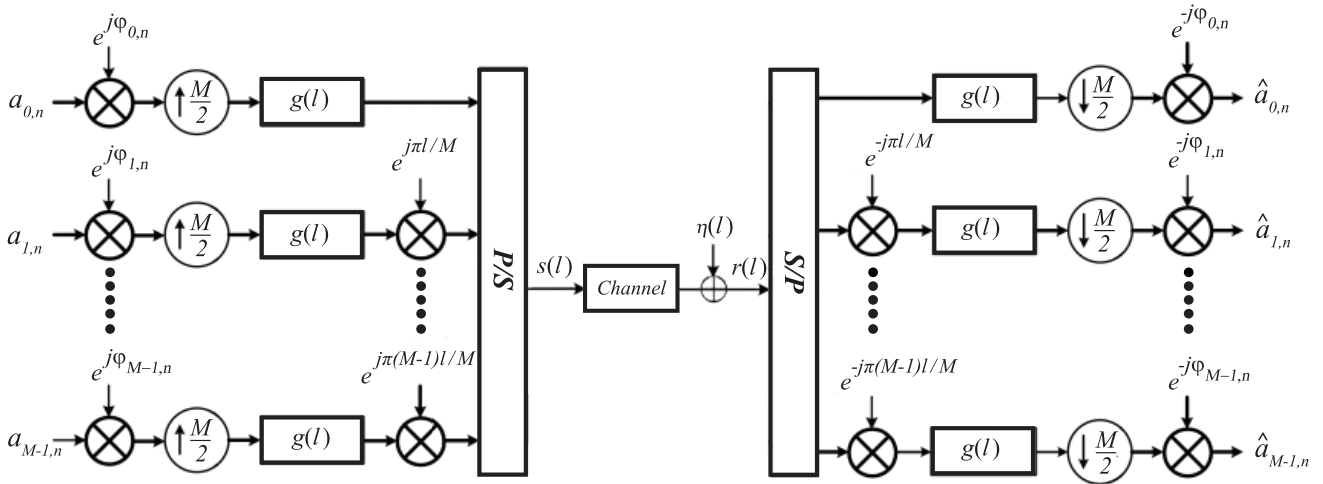 e^{jφ_{0,n}}
a_{0,n}
↑ M/2
g(l)
e^{jφ_{1,n}}
a_{1,n}
↑ M/2
g(l)
e^{jπl/M}
e^{jφ_{M-1,n}}
a_{M-1,n}
↑ M/2
g(l)
e^{jπ(M-1)l/M}
P/S
s(l)
Channel
η(l)
r(l)
S/P
g(l)
↓ M/2
e^{-jφ_{0,n}}
â_{0,n}
e^{-jπl/M}
g(l)
↓ M/2
e^{-jφ_{1,n}}
â_{1,n}
e^{-jπ(M-1)l/M}
g(l)
↓ M/2
e^{-jφ_{M-1,n}}
â_{M-1,n}